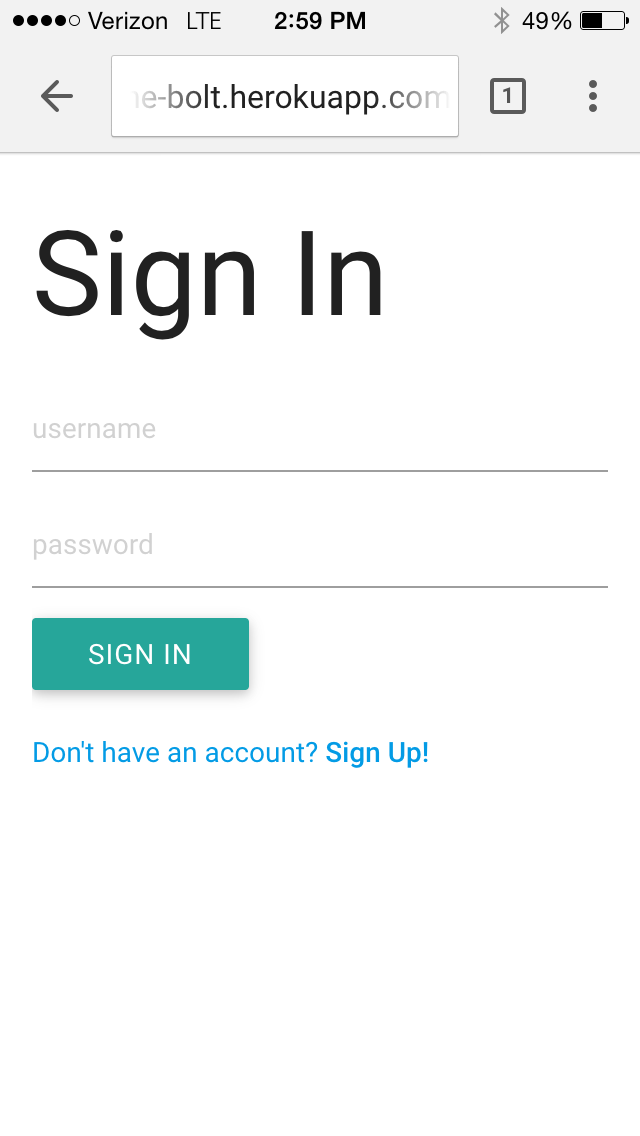 Verizon LTE 2:59 PM 49%
e-bolt.herokuapp.com 1
Sign In
username
password
SIGN IN
Don't have an account? Sign Up!